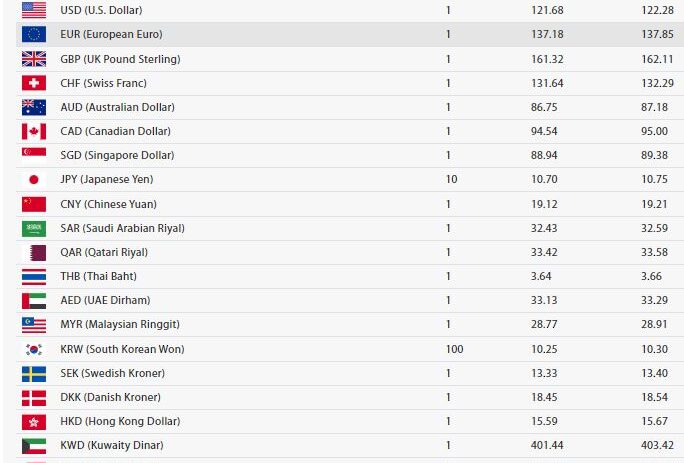 USD (U.S. Dollar) 1 121.68 122.28
EUR (European Euro) 1 137.18 137.85
GBP (UK Pound Sterling) 1 161.32 162.11
CHF (Swiss Franc) 1 131.64 132.29
AUD (Australian Dollar) 1 86.75 87.18
CAD (Canadian Dollar) 1 94.54 95.00
SGD (Singapore Dollar) 1 88.94 89.38
JPY (Japanese Yen) 10 10.70 10.75
CNY (Chinese Yuan) 1 19.12 19.21
SAR (Saudi Arabian Riyal) 1 32.43 32.59
QAR (Qatari Riyal) 1 33.42 33.58
THB (Thai Baht) 1 3.64 3.66
AED (UAE Dirham) 1 33.13 33.29
MYR (Malaysian Ringgit) 1 28.77 28.91
KRW (South Korean Won) 100 10.25 10.30
SEK (Swedish Kroner) 1 13.33 13.40
DKK (Danish Kroner) 1 18.45 18.54
HKD (Hong Kong Dollar) 1 15.59 15.67
KWD (Kuwaity Dinar) 1 401.44 403.42